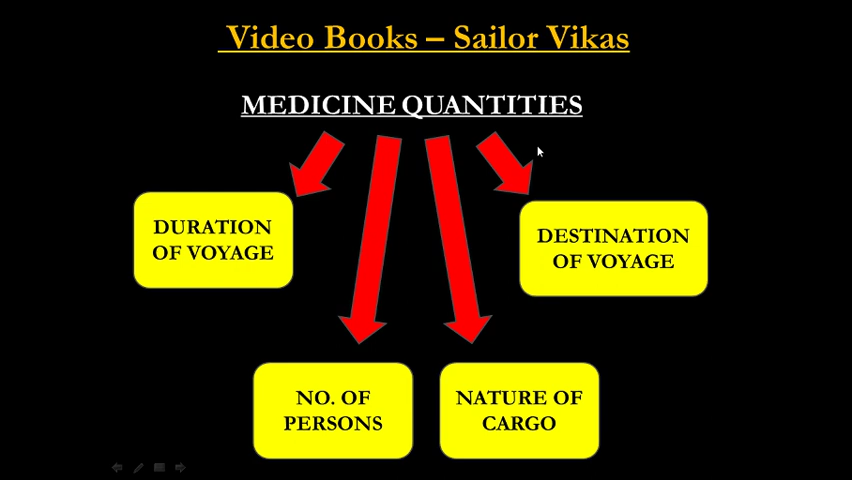 Video Books – Sailor Vikas
MEDICINE QUANTITIES
DURATION
OF VOYAGE
DESTINATION
OF VOYAGE
NO. OF
PERSONS
NATURE OF
CARGO